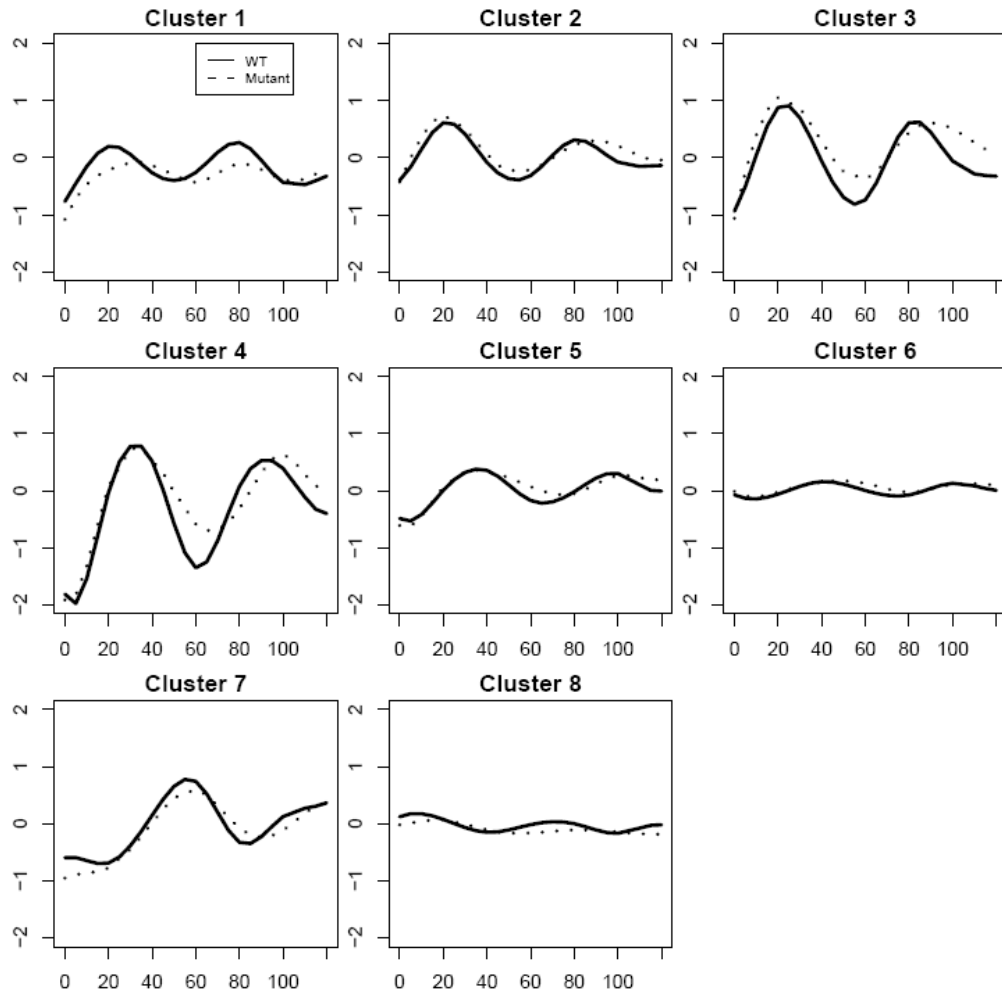 Cluster 1 Cluster 2 Cluster 3
WT
Mutant
2 2 2
1 1 1
0 0 0
−1 −1 −1
−2 −2 −2
0 20 40 60 80 100 0 20 40 60 80 100 0 20 40 60 80 100
Cluster 4 Cluster 5 Cluster 6
2 2 2
1 1 1
0 0 0
−1 −1 −1
−2 −2 −2
0 20 40 60 80 100 0 20 40 60 80 100 0 20 40 60 80 100
Cluster 7 Cluster 8
2 2
1 1
0 0
−1 −1
−2 −2
0 20 40 60 80 100 0 20 40 60 80 100